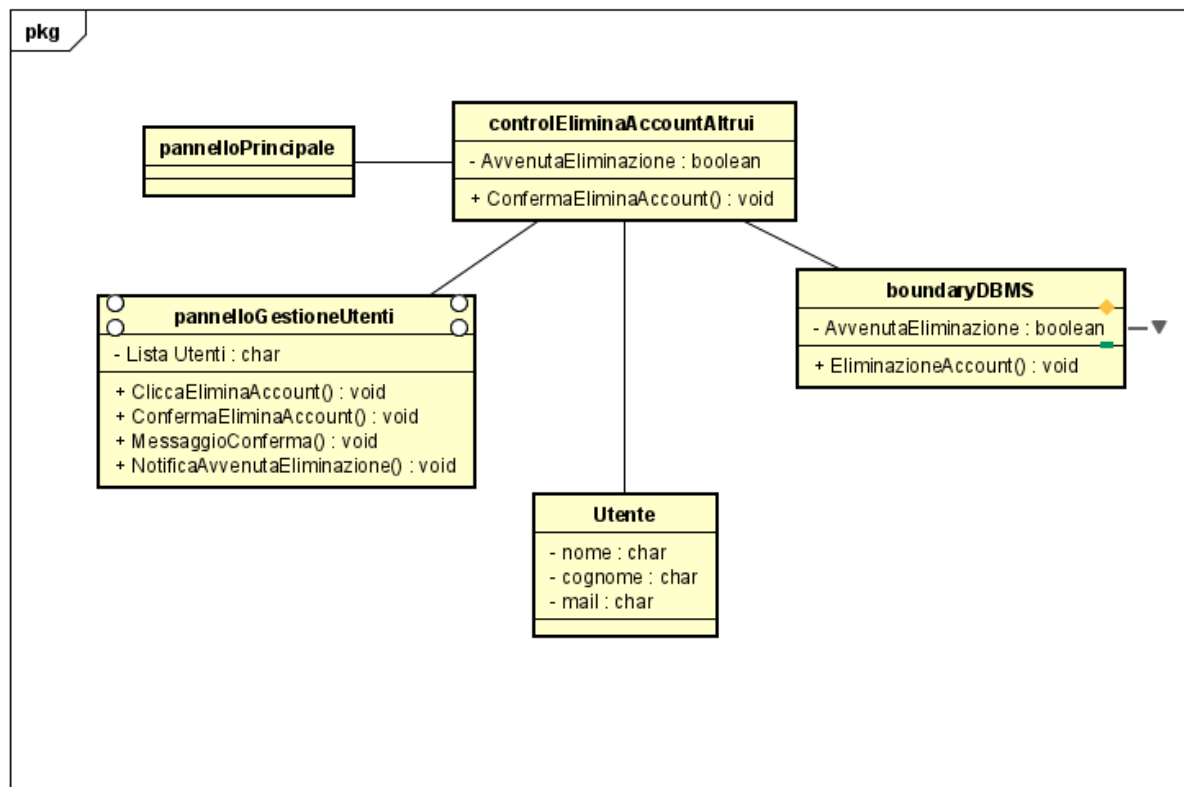 pkg
controlEliminaAccountAltrui
- AvvenutaEliminazione : boolean
+ ConfermaEliminaAccount() : void
pannelloPrincipale
pannelloGestioneUtenti
- Lista Utenti : char
+ CliccaEliminaAccount() : void
+ ConfermaEliminaAccount() : void
+ MessaggioConferma() : void
+ NotificaAvvenutaEliminazione() : void
boundaryDBMS
- AvvenutaEliminazione : boolean
+ EliminazioneAccount() : void
Utente
- nome : char
- cognome : char
- mail : char